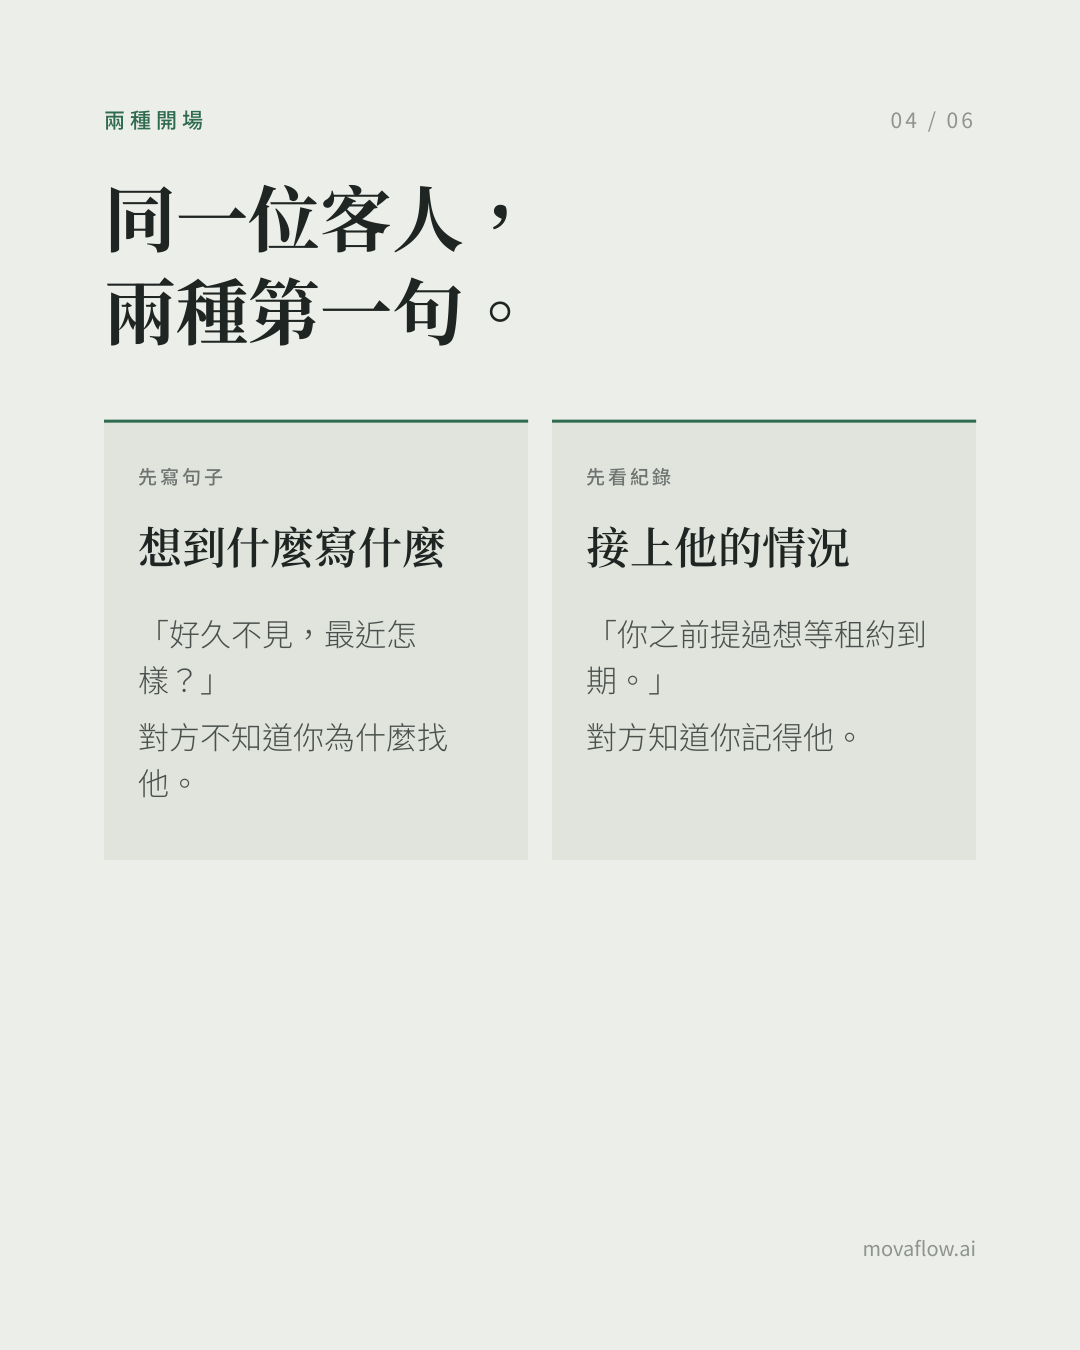 兩種開場
04 / 06
同一位客人，
兩種第一句。
先寫句子
想到什麼寫什麼
「好久不見，最近怎
樣？」
對方不知道你為什麼找
他。
先看紀錄
接上他的情況
「你之前提過想等租約到
期。」
對方知道你記得他。
movaflow.ai